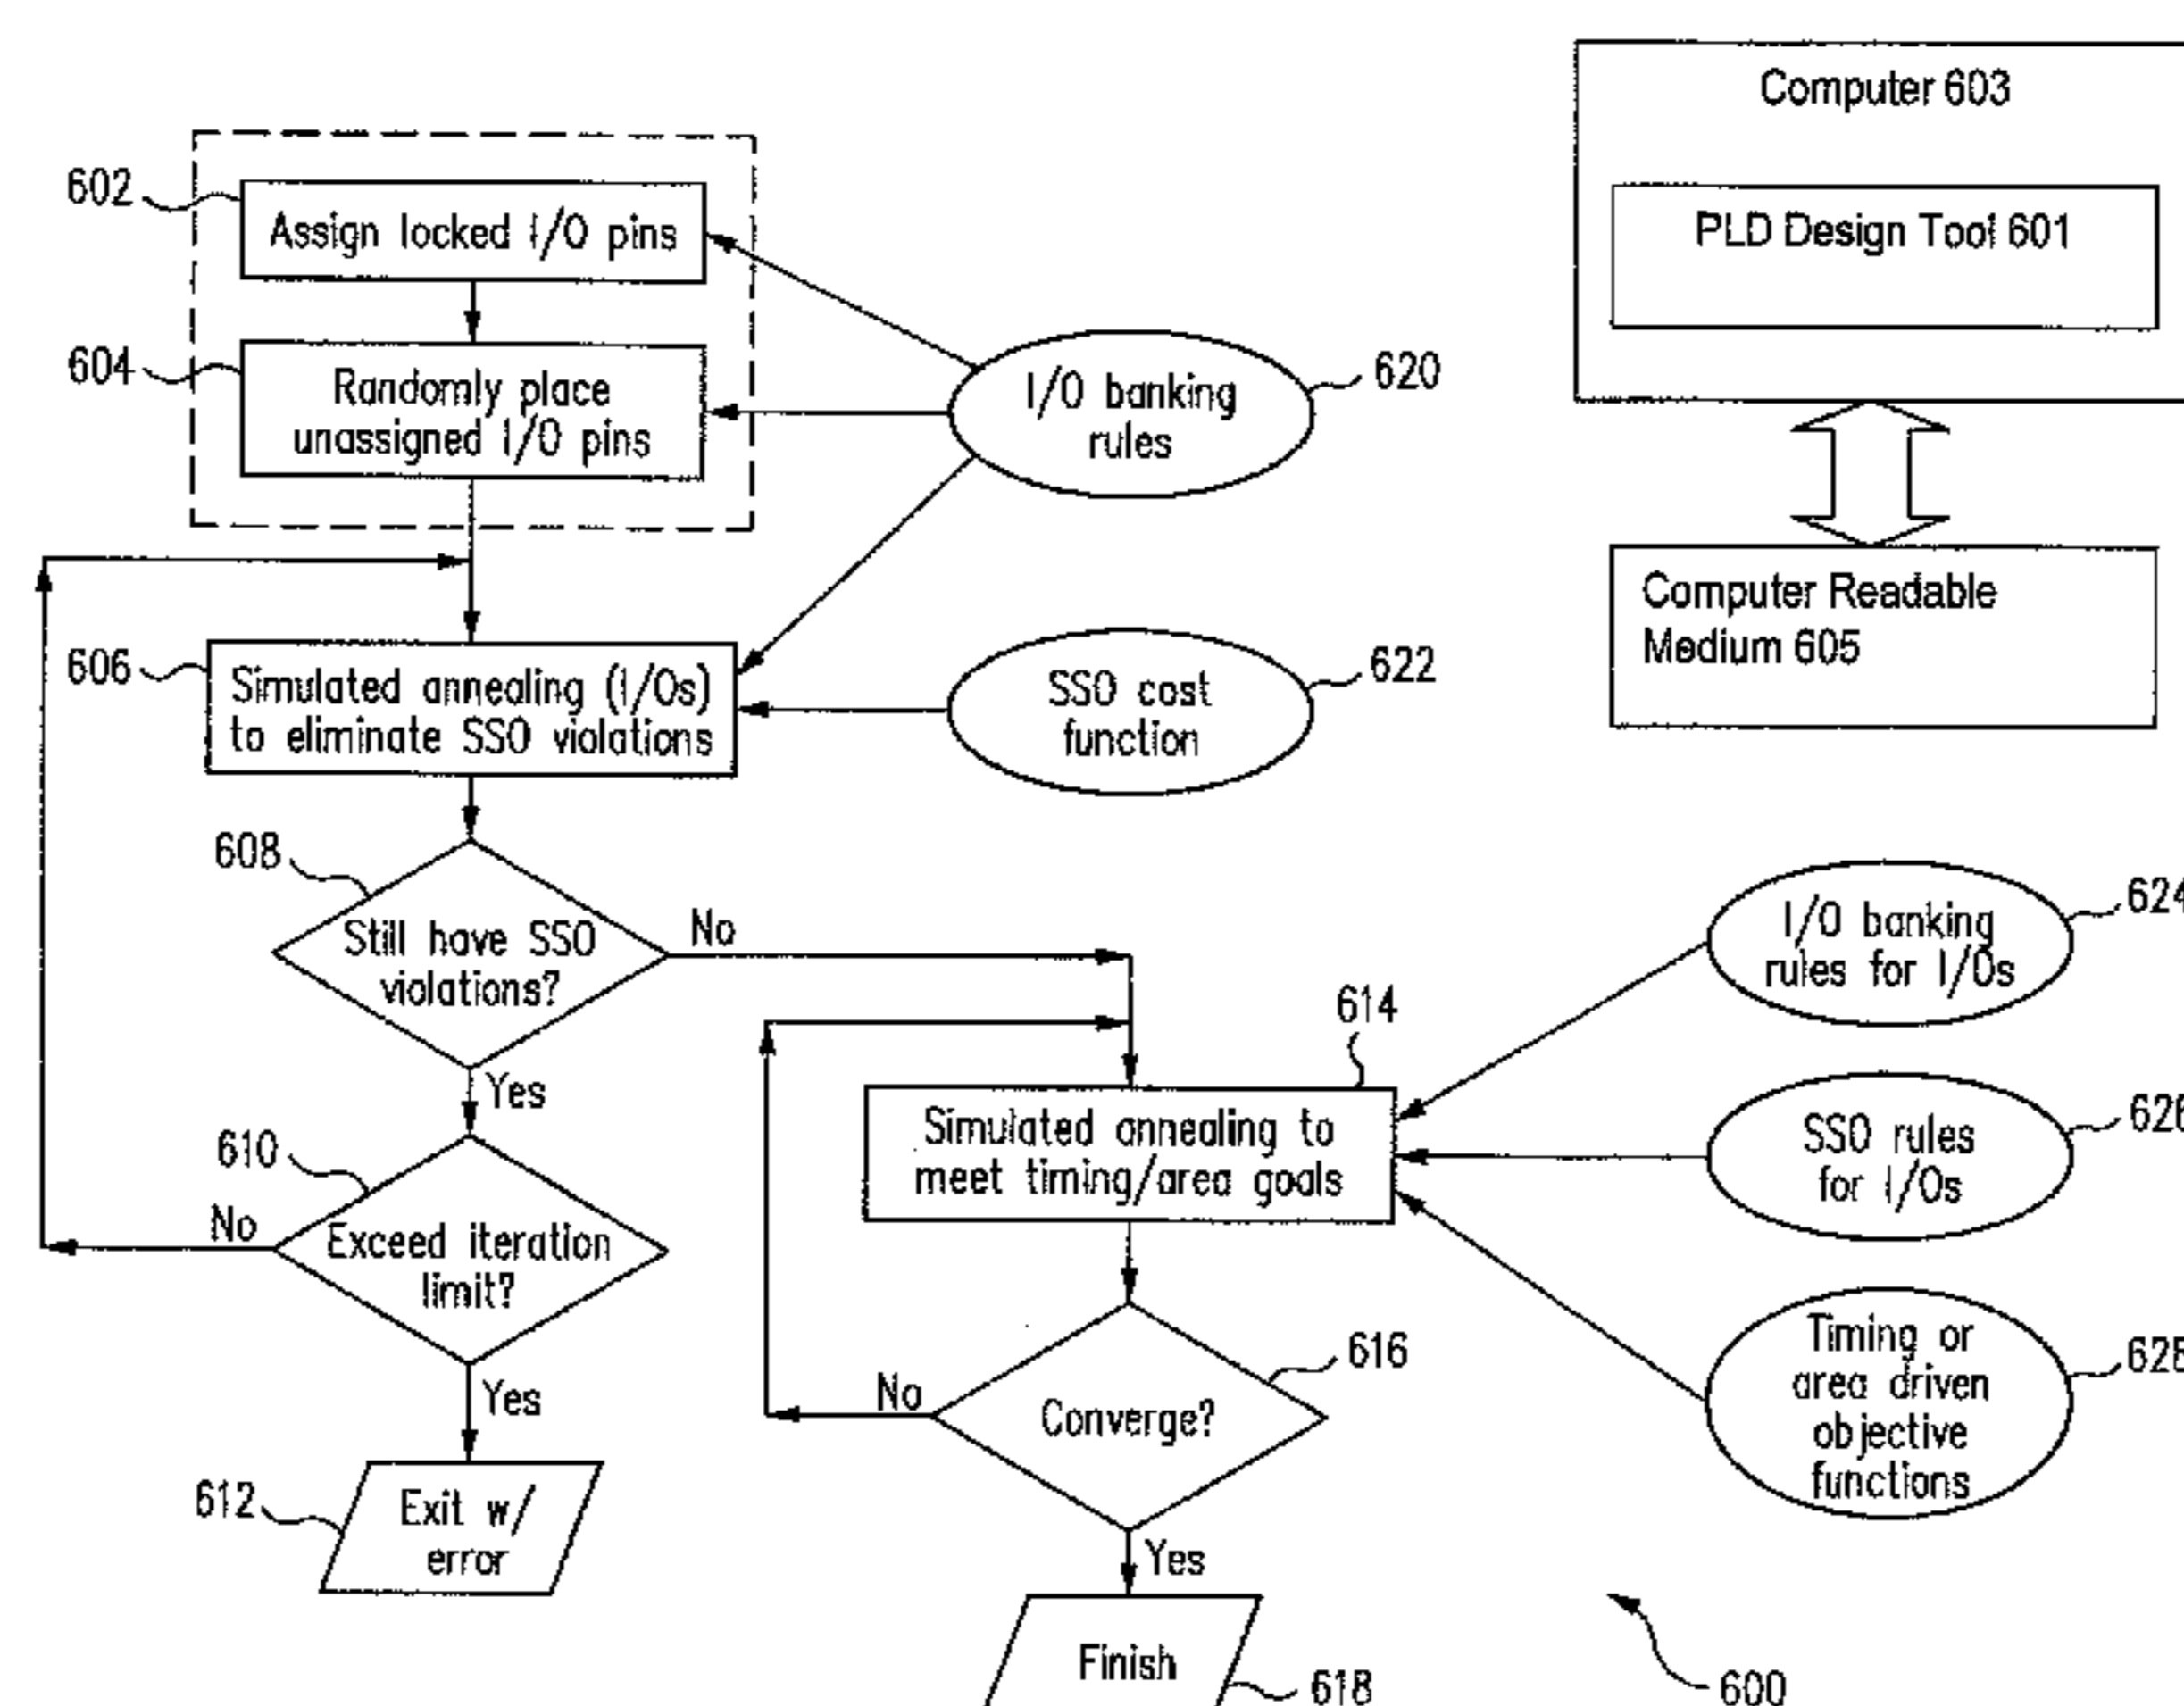 Computer 603
PLD Design Tool 601
Computer Readable
Medium 605
602
Assign locked I/O pins
604
Randomly place
unassigned I/O pins
I/O banking
rules
620
606
Simulated annealing (I/Os)
to eliminate SSO violations
SSO cost
function
622
608
Still have SSO
violations?
No
Yes
610
Exceed iteration
limit?
No
Yes
612
Exit w/
error
614
Simulated annealing to
meet timing/area goals
I/O banking
rules for I/Os
624
SSO rules
for I/Os
626
Timing or
area driven
objective
functions
628
616
Converge?
No
Yes
Finish
618
600